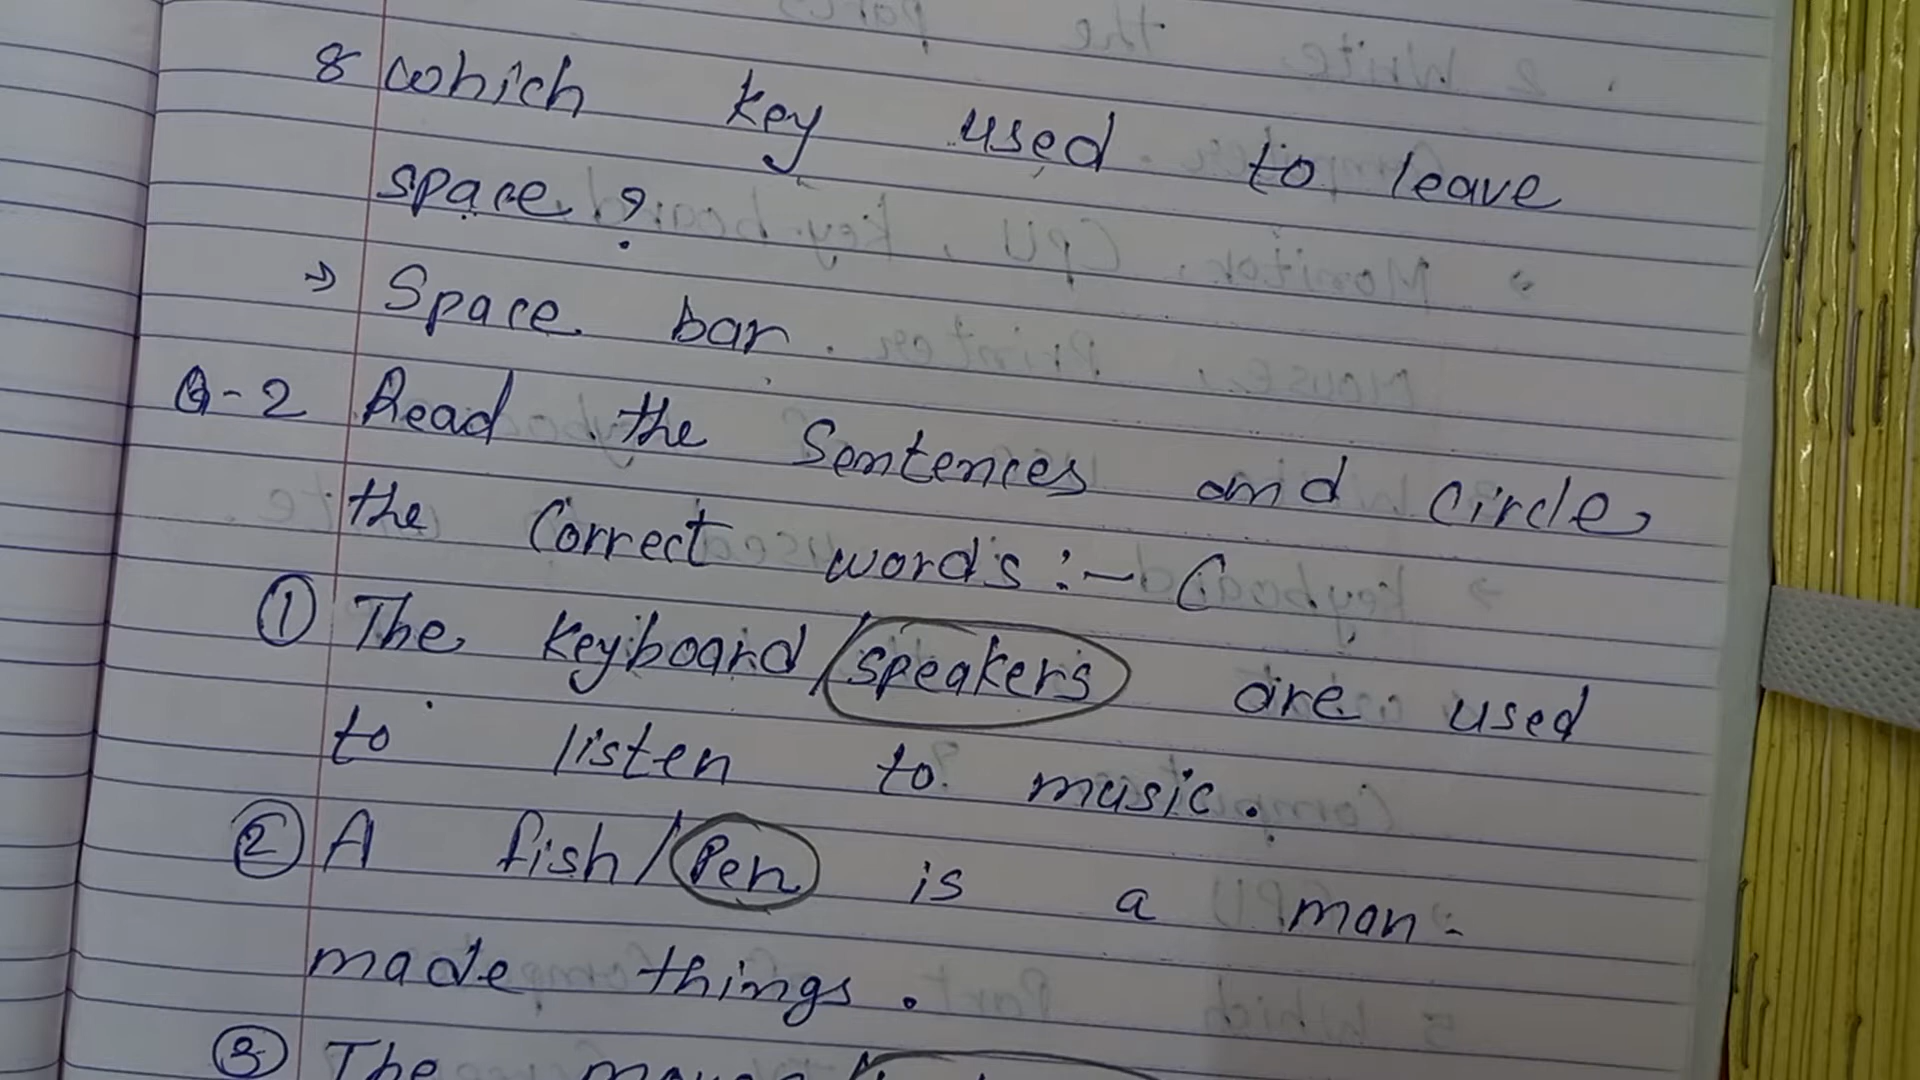 8 which key used to leave
space ?
→ Space bar.
Q-2 Read the Sentences and circle
the Correct words :- C
① The keyboard/speakers are used
to listen to music.
② A fish/Pen is a man-
made things.
③ The